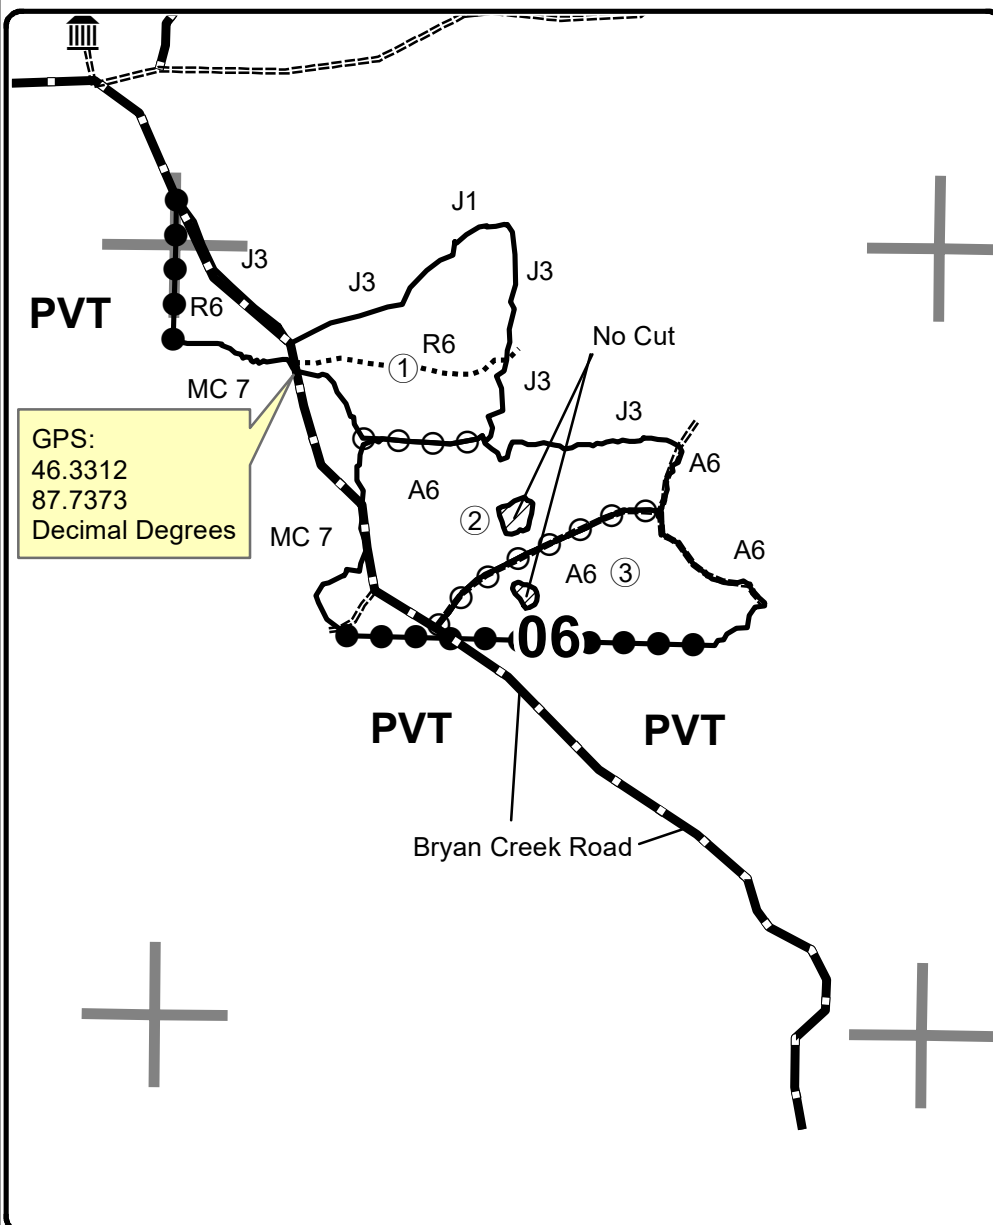 J1
J3
J3
J3
PVT
R6
No Cut
R6
①
J3
MC 7
J3
GPS:
46.3312
87.7373
Decimal Degrees
A6
A6
②
MC 7
A6
A6
③
06
PVT
PVT
Bryan Creek Road